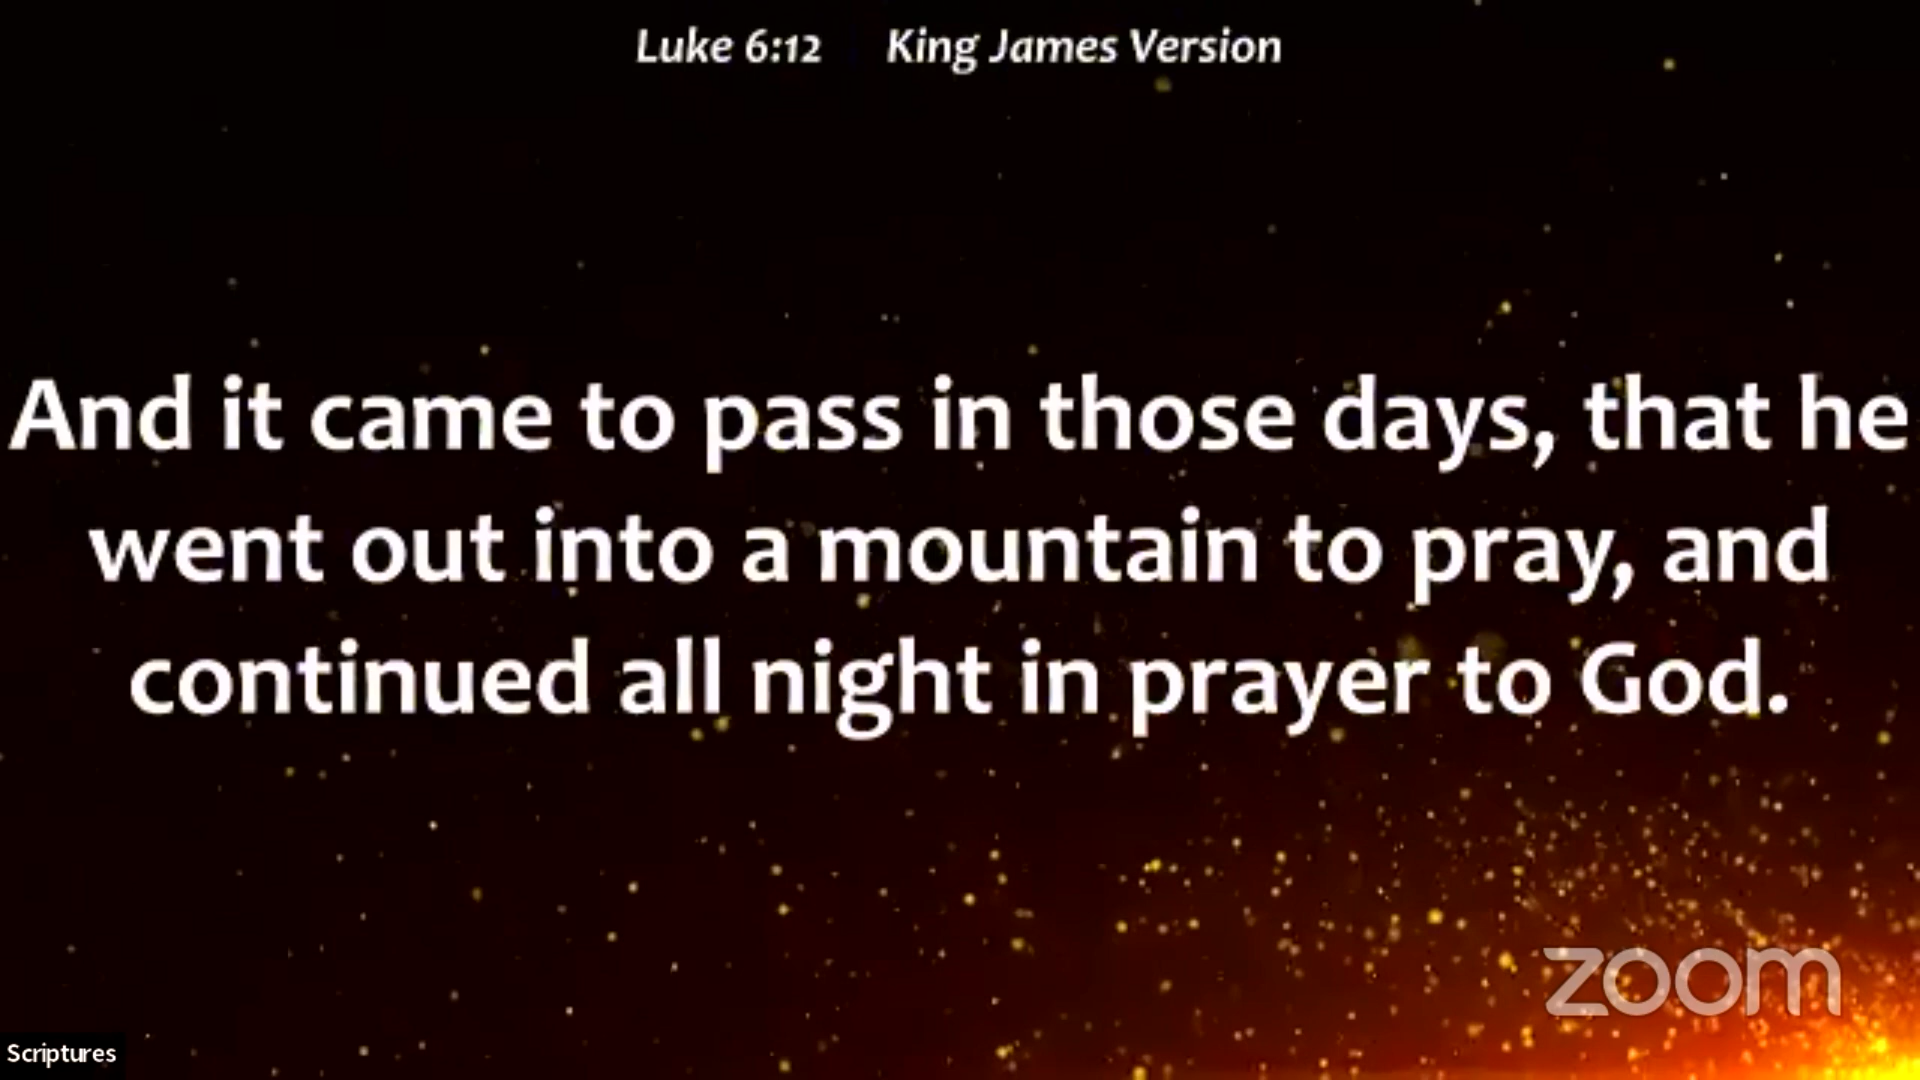 Luke 6:12 King James Version
And it came to pass in those days, that he
went out into a mountain to pray, and
continued all night in prayer to God.
zoom
Scriptures